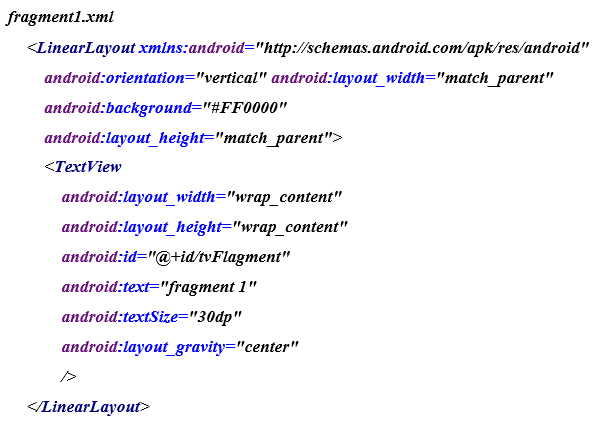 fragment1.xml
<LinearLayout xmlns:android="http://schemas.android.com/apk/res/android"
android:orientation="vertical" android:layout_width="match_parent"
android:background="#FF0000"
android:layout_height="match_parent">
<TextView
android:layout_width="wrap_content"
android:layout_height="wrap_content"
android:id="@+id/tvFlagment"
android:text="fragment 1"
android:textSize="30dp"
android:layout_gravity="center"
/>
</LinearLayout>